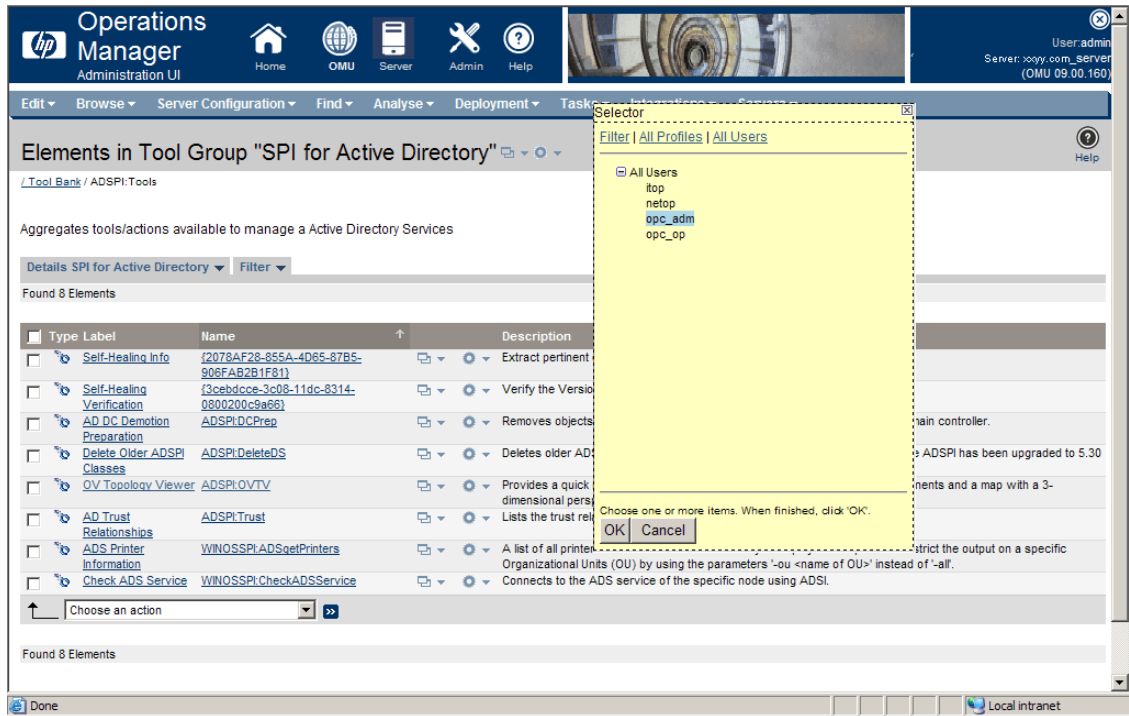 hp
Operations
Manager
Administration UI
Home
OMU
Server
Admin
Help
User:admin
Server: xxyy.com_server
(OMU 09.00.160)
Edit Browse Server Configuration Find Analyse Deployment Tasks
Elements in Tool Group "SPI for Active Directory"
Help
/ Tool Bank / ADSPI:Tools
Aggregates tools/actions available to manage a Active Directory Services
Details SPI for Active Directory Filter
Found 8 Elements
Type Label Name Description
Self-Healing Info {2078AF28-855A-4D65-87B5- Extract pertinent
906FAB2B1F81}
Self-Healing {3cebdcce-3c08-11dc-8314- Verify the Versio
Verification 0800200c9a66}
AD DC Demotion ADSPI:DCPrep Removes objects ain controller.
Preparation
Delete Older ADSPI ADSPI:DeleteDS Deletes older AD ADSPI has been upgraded to 5.30
Classes
OV Topology Viewer ADSPI:OVTV Provides a quick nents and a map with a 3-
dimensional pers
AD Trust ADSPI:Trust Lists the trust rel
Relationships
ADS Printer WINOSSPI:ADSgetPrinters A list of all printer strict the output on a specific
Information Organizational Units (OU) by using the parameters '-ou <name of OU>' instead of '-all'.
Check ADS Service WINOSSPI:CheckADSService Connects to the ADS service of the specific node using ADSI.
Choose an action
Found 8 Elements
Selector
Filter | All Profiles | All Users
All Users
itop
netop
opc_adm
opc_op
Choose one or more items. When finished, click 'OK'.
OK Cancel
Done
Local intranet